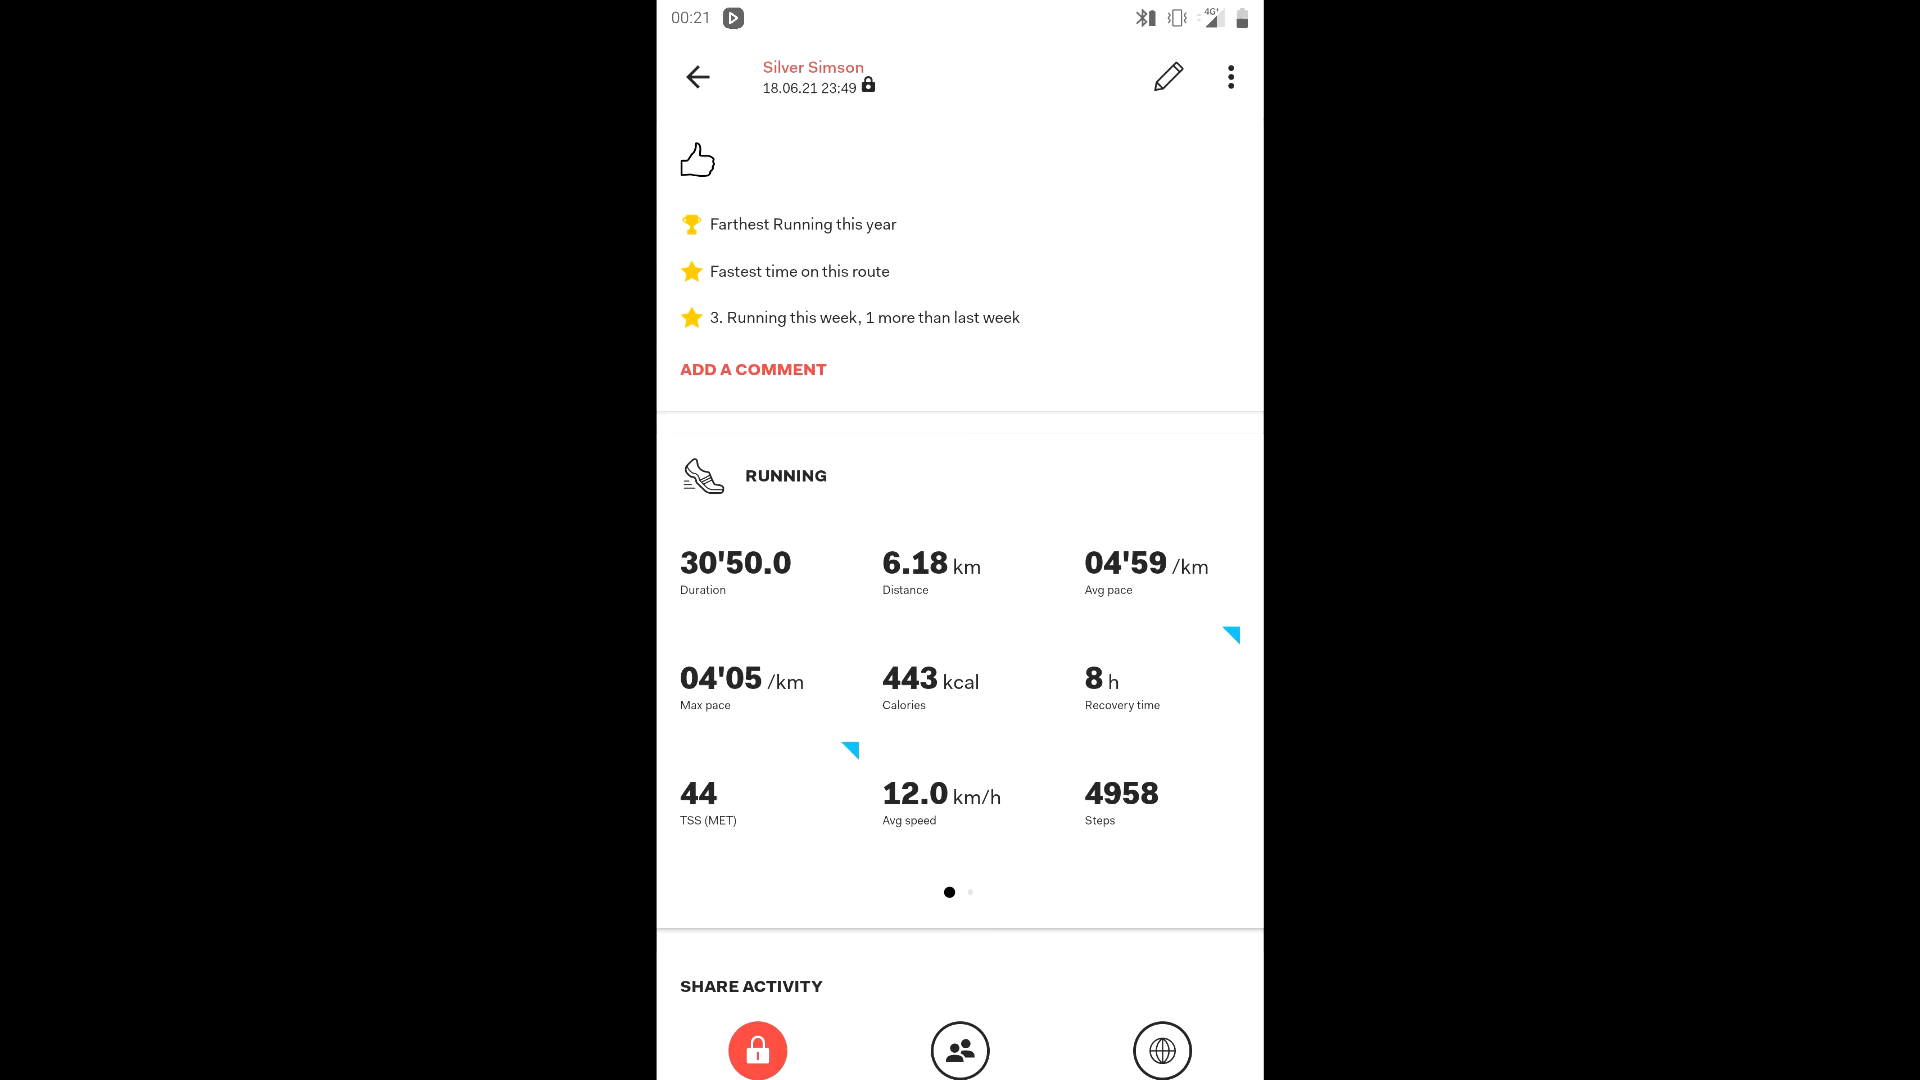 00:21
4G+
Silver Simson
18.06.21 23:49
Farthest Running this year
Fastest time on this route
3. Running this week, 1 more than last week
ADD A COMMENT
RUNNING
30'50.0 6.18 km 04'59 /km
Duration Distance Avg pace
04'05 /km 443 kcal 8 h
Max pace Calories Recovery time
44 12.0 km/h 4958
TSS (MET) Avg speed Steps
SHARE ACTIVITY